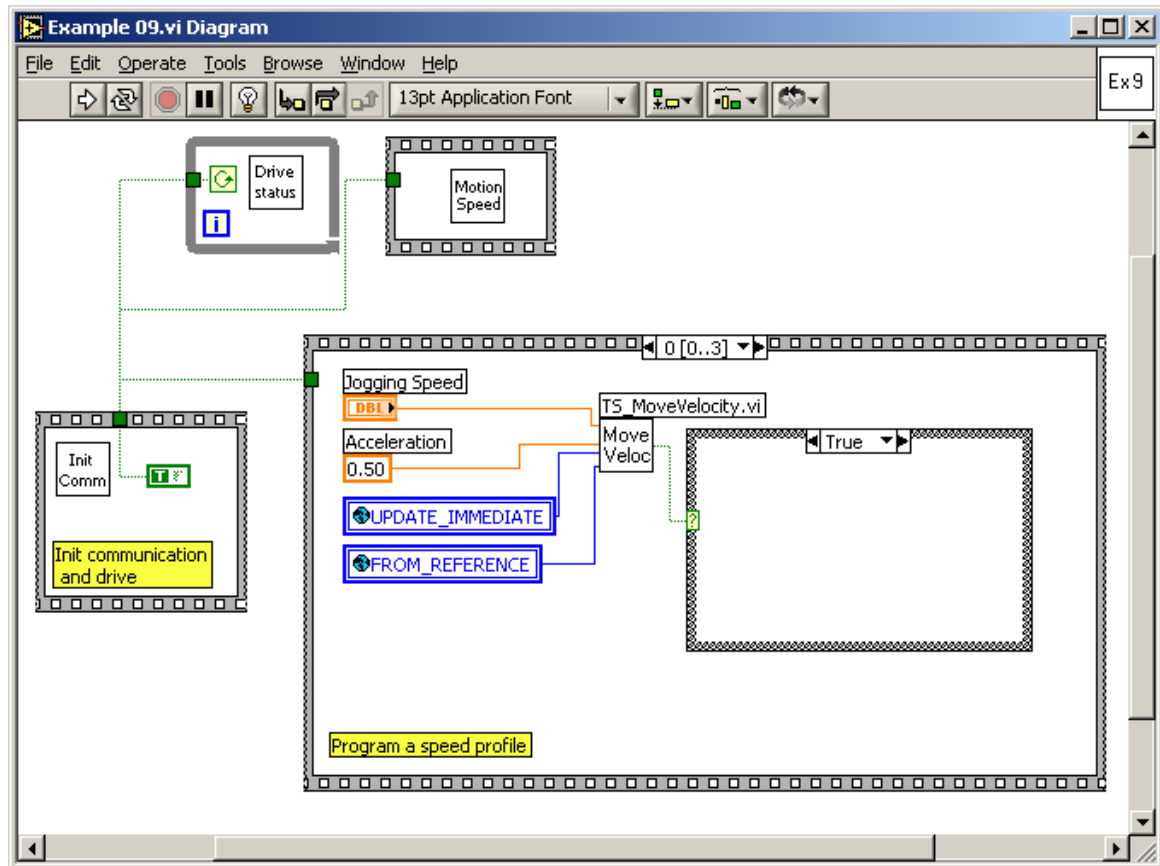 Example 09.vi Diagram
File Edit Operate Tools Browse Window Help
13pt Application Font
Ex9
Drive
status
i
Motion
Speed
0 [0..3]
Jogging Speed
DBL
TS_MoveVelocity.vi
Move
Veloc
Acceleration
0.50
True
?
UPDATE_IMMEDIATE
FROM_REFERENCE
Init
Comm
T
Init communication
and drive
Program a speed profile